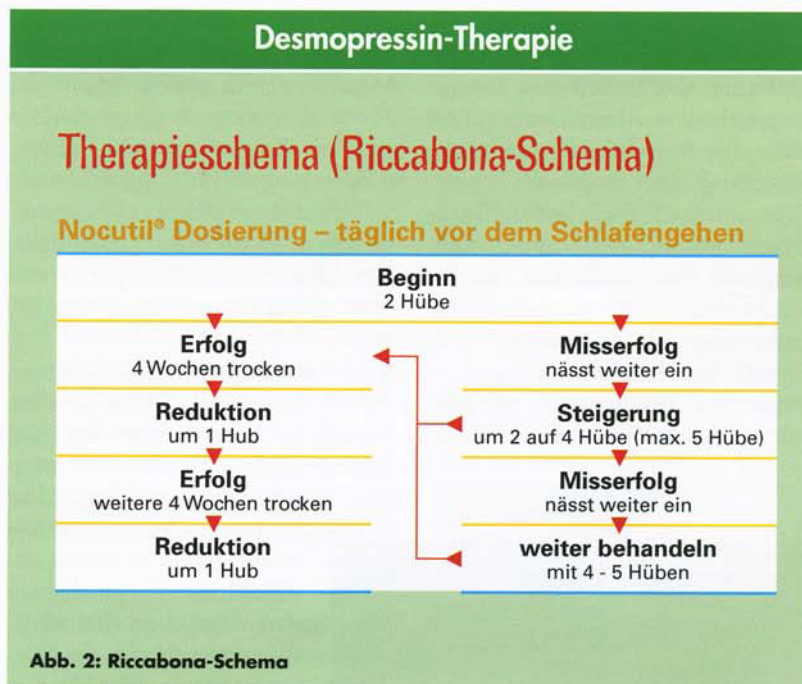 Desmopressin-Therapie
Therapieschema (Riccabona-Schema)
Nocutil® Dosierung – täglich vor dem Schlafengehen
Beginn
2 Hübe
Erfolg
4 Wochen trocken
Reduktion
um 1 Hub
Erfolg
weitere 4 Wochen trocken
Reduktion
um 1 Hub
Misserfolg
nässt weiter ein
Steigerung
um 2 auf 4 Hübe (max. 5 Hübe)
Misserfolg
nässt weiter ein
weiter behandeln
mit 4 - 5 Hüben
Abb. 2: Riccabona-Schema